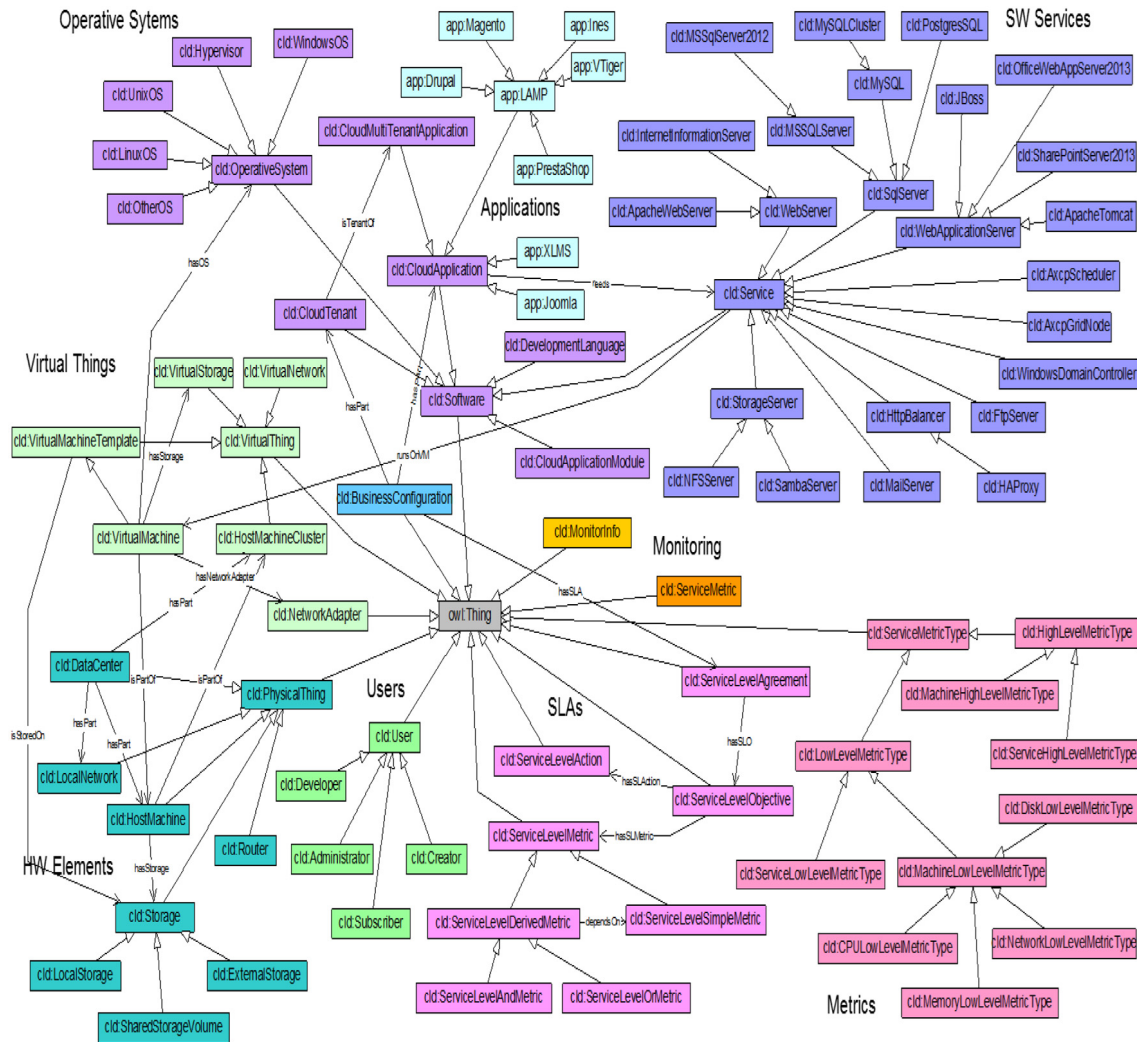 Operative Sytems
SW Services
cld:Hypervisor
cld:WindowsOS
app:Magento
app:Ines
app:VTiger
app:Drupal
app:LAMP
cld:MSSqlServer2012
cld:MySQLCluster
cld:PostgresSQL
cld:OfficeWebAppServer2013
cld:MySQL
cld:JBoss
cld:UnixOS
cld:CloudMultiTenantApplication
cld:InternetInformationServer
cld:MSSQLServer
cld:LinuxOS
cld:OperativeSystem
app:PrestaShop
cld:SharePointServer2013
cld:OtherOS
cld:SqlServer
Applications
cld:ApacheWebServer
cld:WebServer
cld:WebApplicationServer
cld:ApacheTomcat
isTenantOf
hasOS
app:XLMS
cld:CloudApplication
needs
cld:AxcpScheduler
cld:Service
app:Joomla
cld:CloudTenant
cld:AxcpGridNode
cld:DevelopmentLanguage
Virtual Things
cld:VirtualStorage
cld:VirtualNetwork
cld:WindowsDomainController
hasPart
has part
cld:Software
cld:StorageServer
cld:HttpBalancer
cld:FtpServer
cld:VirtualMachineTemplate
cld:VirtualThing
hasStorage
runsOnVM
cld:CloudApplicationModule
cld:NFSServer
cld:SambaServer
cld:MailServer
cld:HAProxy
cld:BusinessConfiguration
cld:VirtualMachine
cld:HostMachineCluster
cld:MonitorInfo
Monitoring
hasNetworkAdapter
hasPart
hasSLA
cld:ServiceMetric
cld:NetworkAdapter
owl:Thing
cld:ServiceMetricType
cld:HighLevelMetricType
cld:DataCenter
isPartOf
isPartOf
cld:PhysicalThing
Users
SLAs
cld:ServiceLevelAgreement
cld:MachineHighLevelMetricType
hasPart
hasPart
isStoredOn
cld:User
hasSLO
cld:LowLevelMetricType
cld:ServiceHighLevelMetricType
cld:ServiceLevelAction
cld:LocalNetwork
cld:Developer
hasSLAction
cld:ServiceLevelObjective
cld:DiskLowLevelMetricType
cld:HostMachine
cld:ServiceLevelMetric
hasSLMetric
cld:Router
cld:Administrator
cld:Creator
HW Elements
hasStorage
cld:ServiceLowLevelMetricType
cld:MachineLowLevelMetricType
cld:Storage
cld:Subscriber
cld:ServiceLevelDerivedMetric
dependsOn
cld:ServiceLevelSimpleMetric
cld:CPULowLevelMetricType
cld:NetworkLowLevelMetricType
cld:LocalStorage
cld:ExternalStorage
cld:ServiceLevelAndMetric
cld:ServiceLevelOrMetric
Metrics
cld:MemoryLowLevelMetricType
cld:SharedStorageVolume